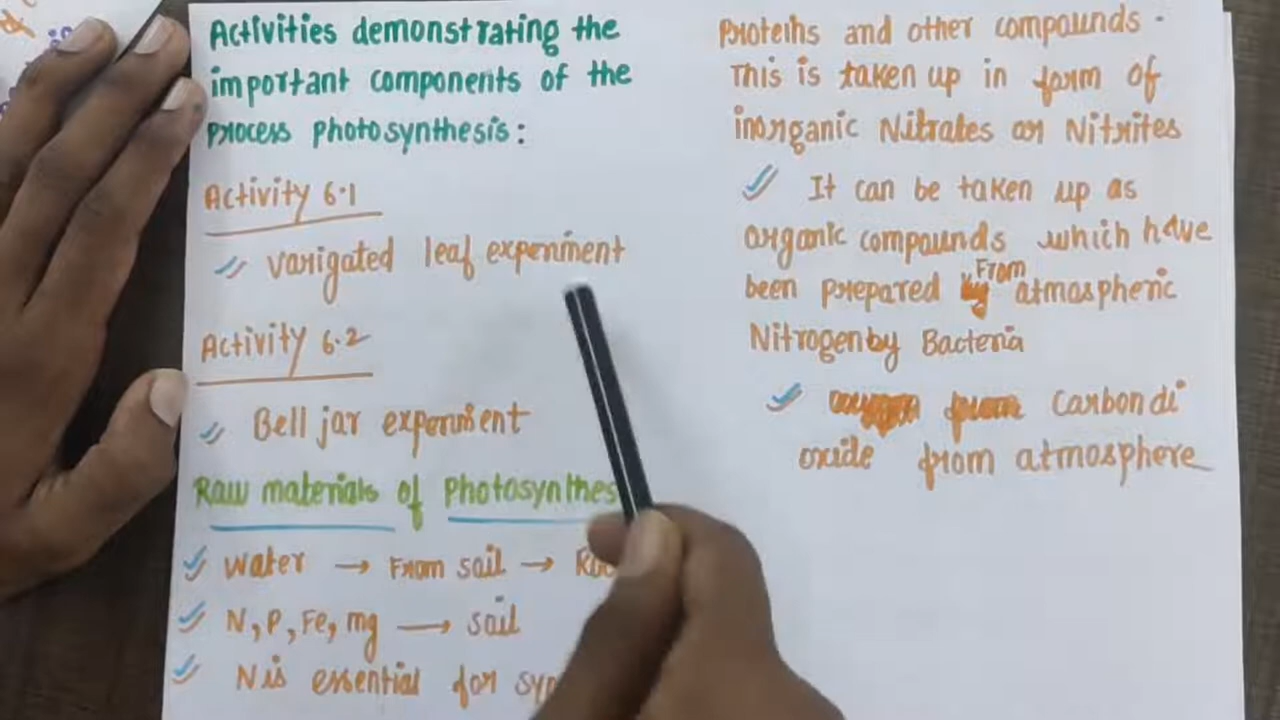 Activities demonstrating the
important components of the
process photosynthesis:
Activity 6.1
varigated leaf experiment
Activity 6.2
Bell jar experiment
Raw materials of photosynthes
Water → From soil → Roo
N, P, Fe, mg → soil
N is essential for syn
Proteins and other compounds.
This is taken up in form of
inorganic Nitrates or Nitrites
It can be taken up as
organic compounds which have
been prepared From atmospheric
Nitrogen by Bacteria
Carbon di
oxide from atmosphere